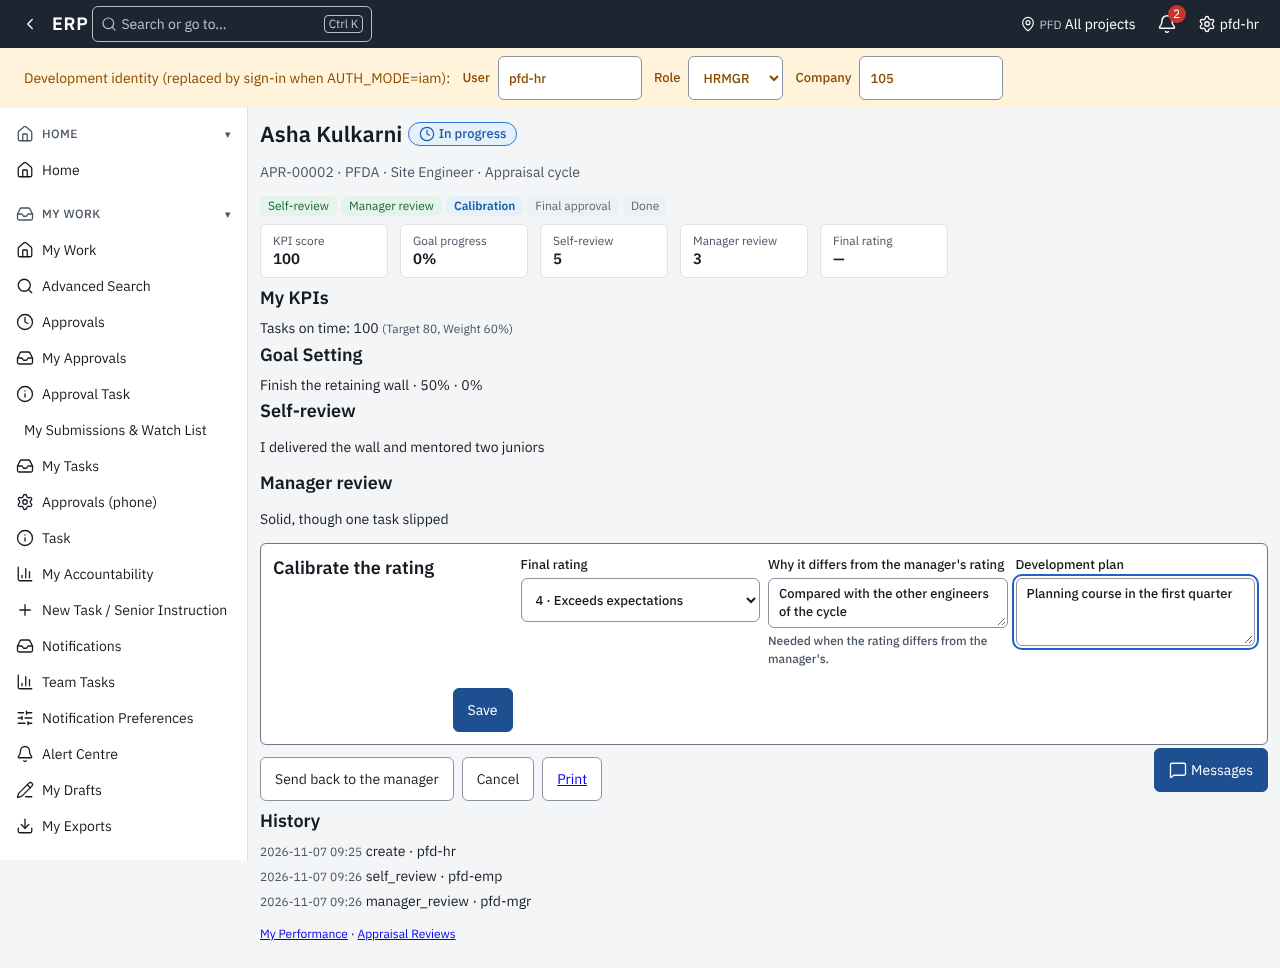 ERP
Search or go to...
Ctrl K
PFD All projects
2
pfd-hr
Development identity (replaced by sign-in when AUTH_MODE=iam):
User
pfd-hr
Role
HRMGR
Company
105
HOME
Home
MY WORK
My Work
Advanced Search
Approvals
My Approvals
Approval Task
My Submissions & Watch List
My Tasks
Approvals (phone)
Task
My Accountability
New Task / Senior Instruction
Notifications
Team Tasks
Notification Preferences
Alert Centre
My Drafts
My Exports
Asha Kulkarni
In progress
APR-00002 · PFDA · Site Engineer · Appraisal cycle
Self-review
Manager review
Calibration
Final approval
Done
KPI score
100
Goal progress
0%
Self-review
5
Manager review
3
Final rating
—
My KPIs
Tasks on time: 100 (Target 80, Weight 60%)
Goal Setting
Finish the retaining wall · 50% · 0%
Self-review
I delivered the wall and mentored two juniors
Manager review
Solid, though one task slipped
Calibrate the rating
Final rating
4 · Exceeds expectations
Why it differs from the manager's rating
Compared with the other engineers
of the cycle
Needed when the rating differs from the
manager's.
Development plan
Planning course in the first quarter
Save
Send back to the manager
Cancel
Print
Messages
History
2026-11-07 09:25 create · pfd-hr
2026-11-07 09:26 self_review · pfd-emp
2026-11-07 09:26 manager_review · pfd-mgr
My Performance · Appraisal Reviews